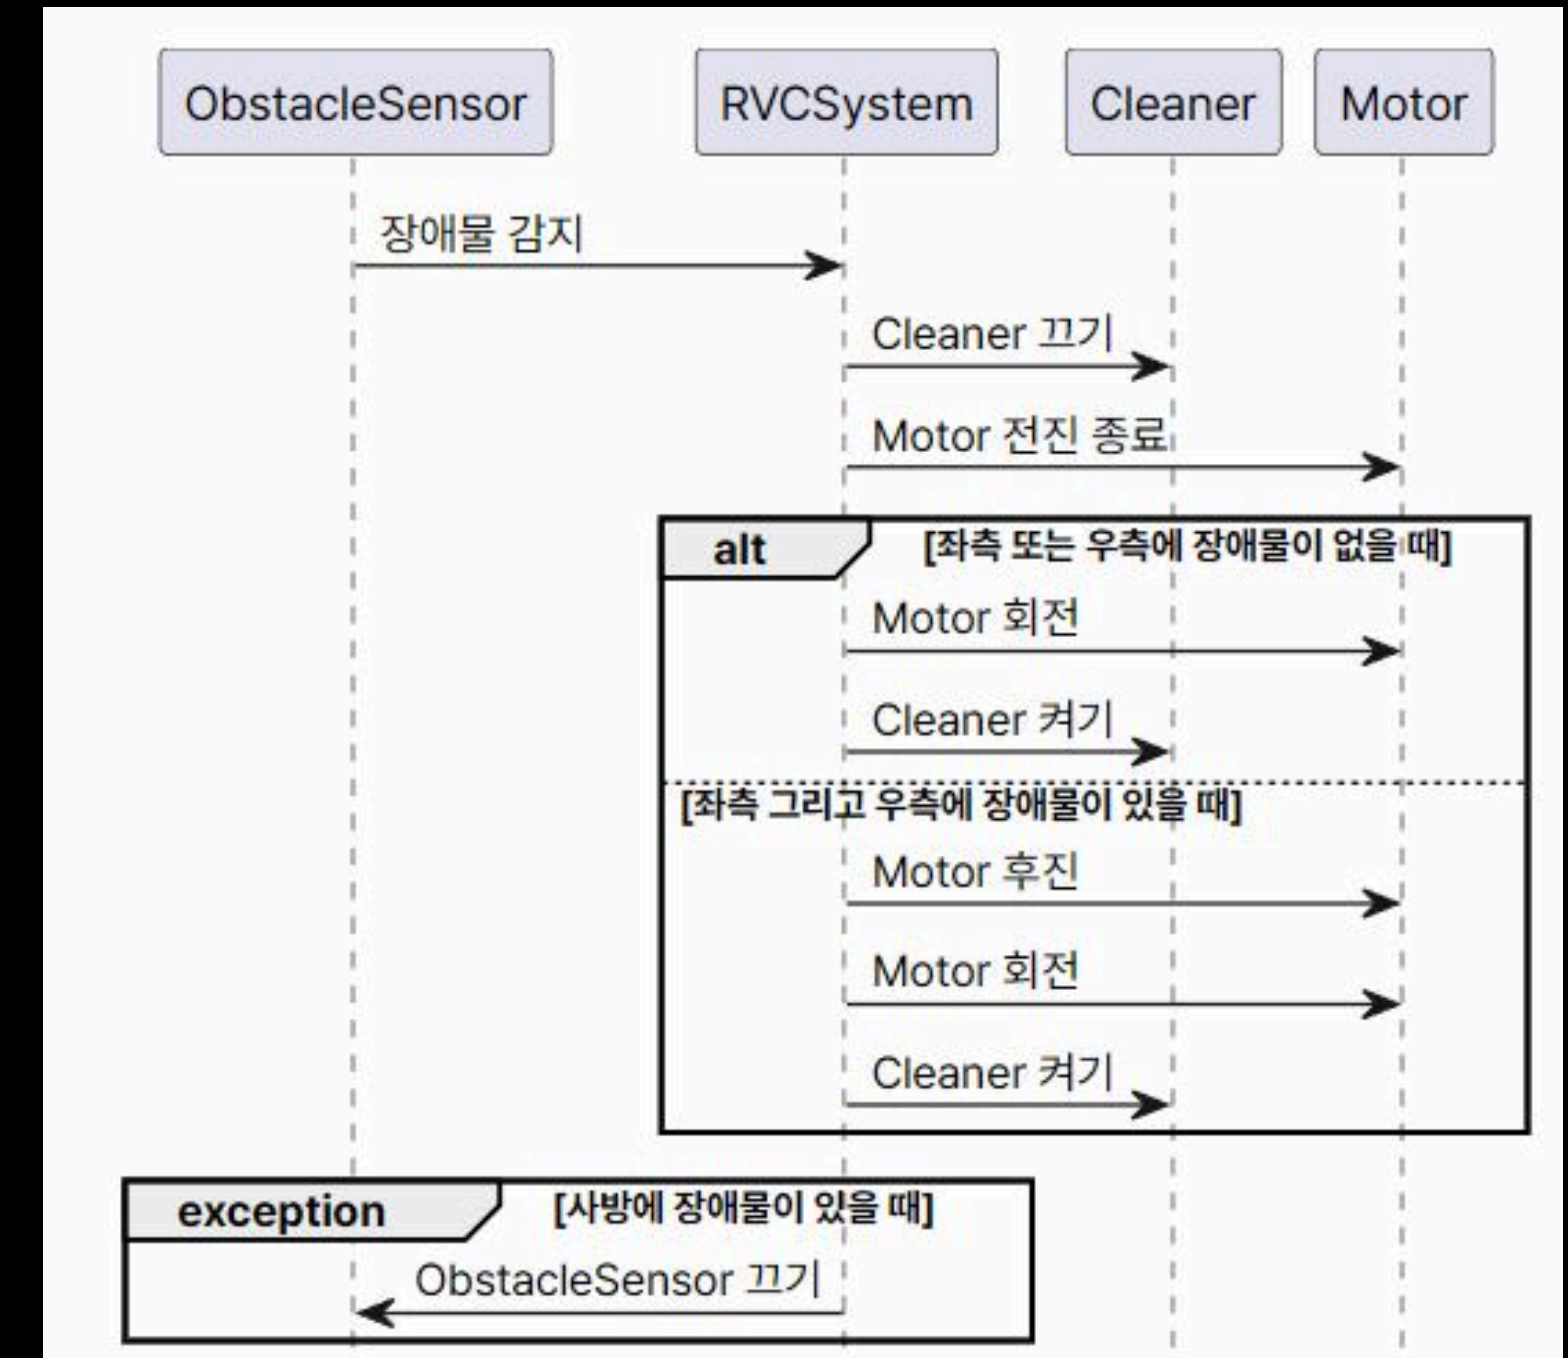 ObstacleSensor
RVCSystem
Cleaner
Motor
장애물 감지
Cleaner 끄기
Motor 전진 종료
alt
[좌측 또는 우측에 장애물이 없을 때]
Motor 회전
Cleaner 켜기
[좌측 그리고 우측에 장애물이 있을 때]
Motor 후진
Motor 회전
Cleaner 켜기
exception
[사방에 장애물이 있을 때]
ObstacleSensor 끄기